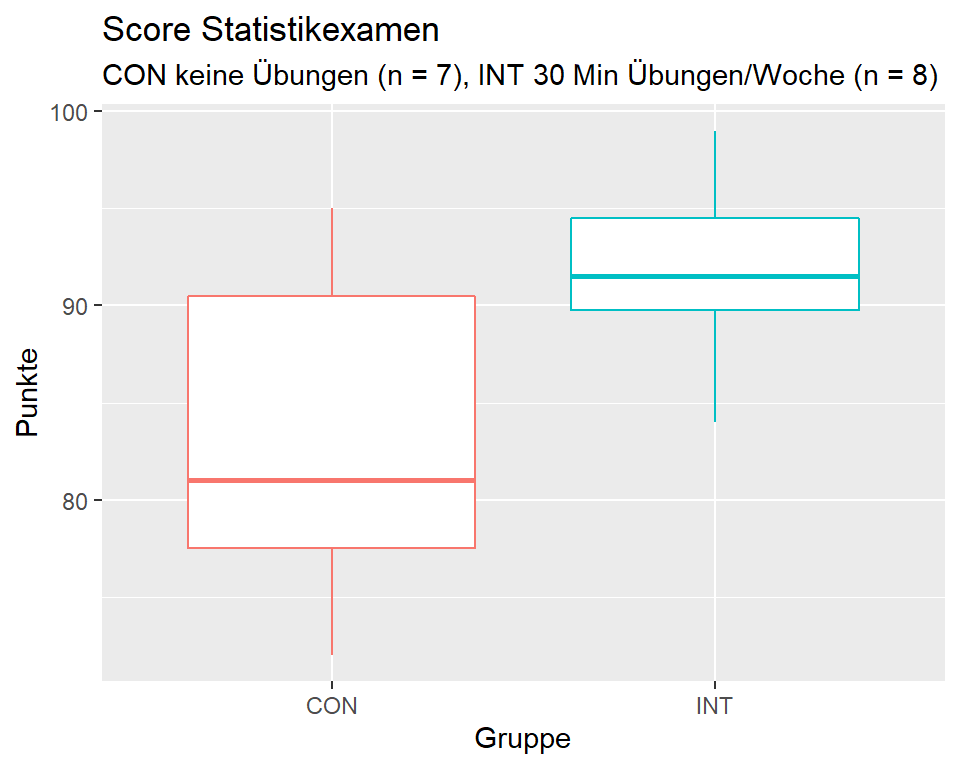 Score Statistikexamen
CON keine Übungen (n = 7), INT 30 Min Übungen/Woche (n = 8)
100
90
80
Punkte
CON
INT
Gruppe